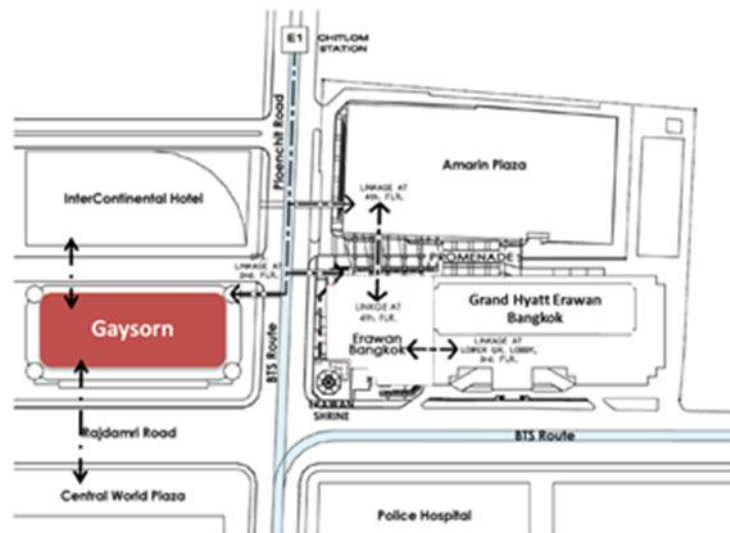 E1
CHITLOM
STATION
Ploenchit Road
Amarin Plaza
InterContinental Hotel
LINKAGE AT
4th. FLR.
PROMENADE
LINKAGE AT
2nd. FLR.
Gaysorn
LINKAGE AT
4th. FLR.
Grand Hyatt Erawan
Bangkok
Erawan
Bangkok
LINKAGE AT
LOWER GR. LOBBY,
3rd. FLR.
BTS Route
ERAWAN
SHRINE
Rajdamri Road
BTS Route
Central World Plaza
Police Hospital